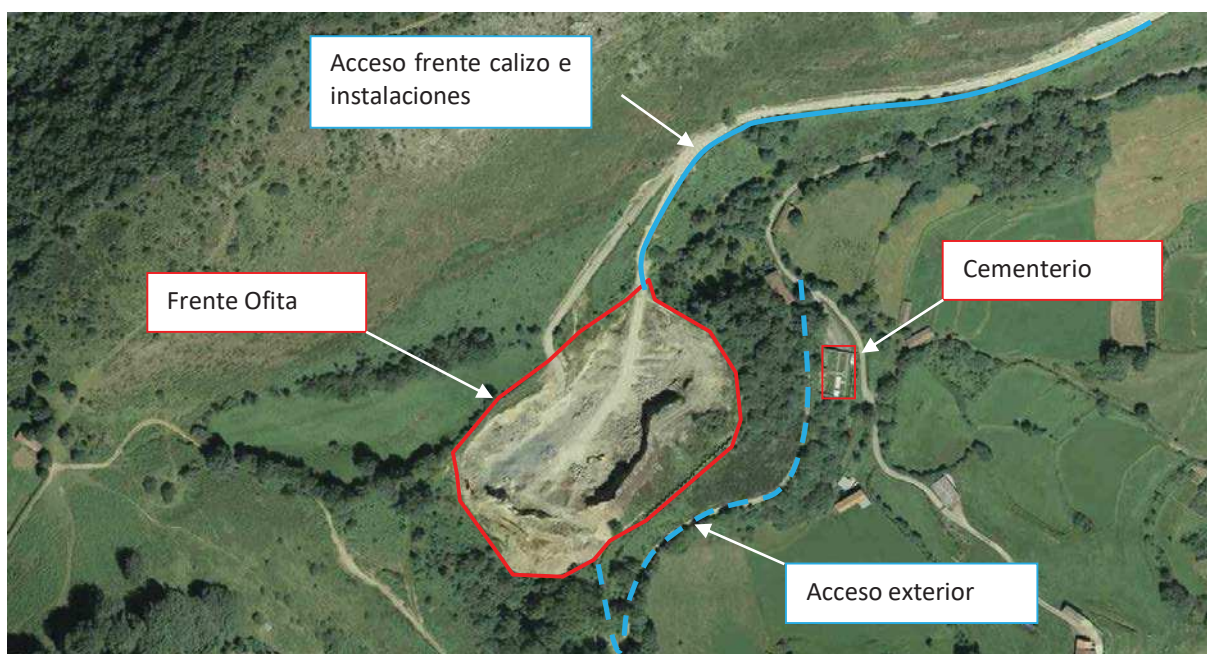 Acceso frente calizo e
instalaciones
Cementerio
Frente Ofita
Acceso exterior